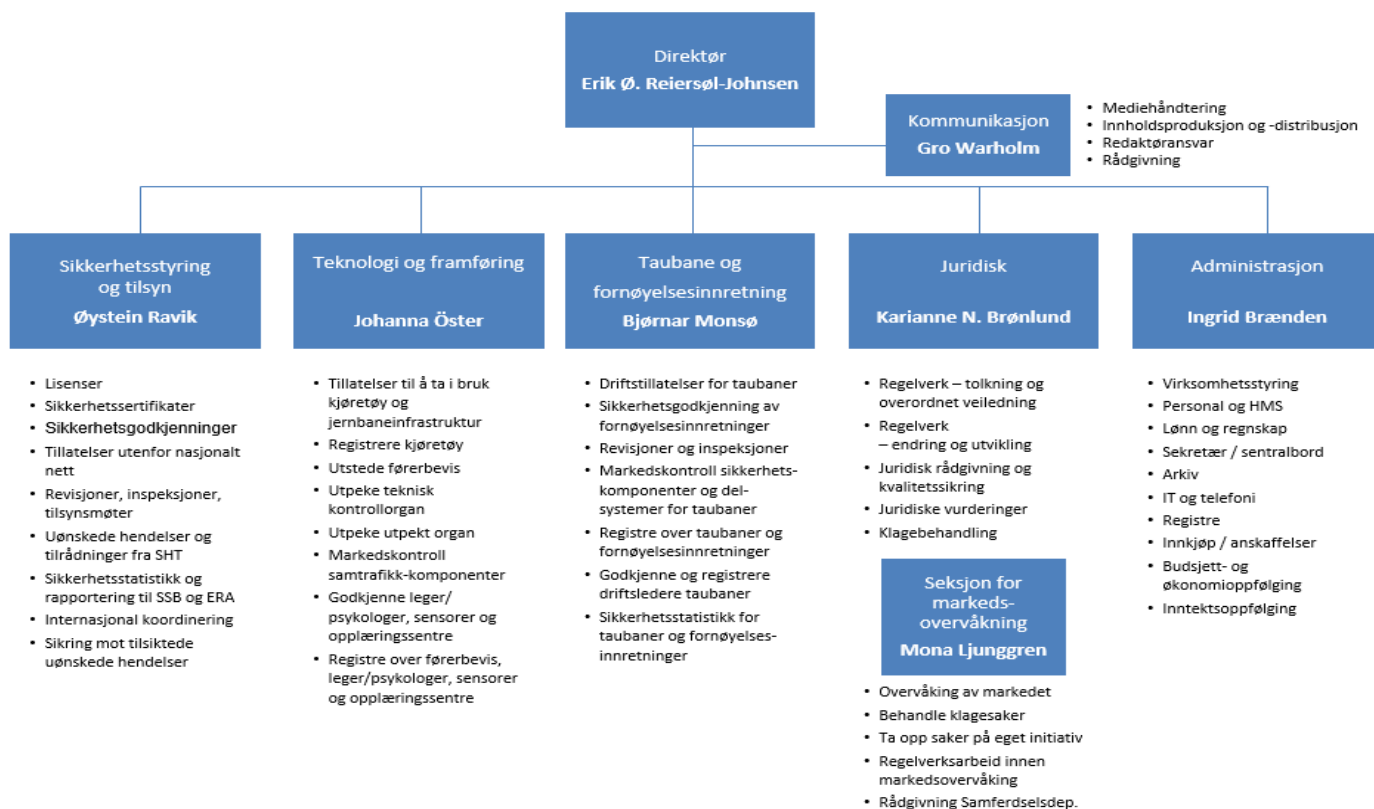 Direktør
Erik Ø. Reiersøl-Johnsen
Kommunikasjon
Gro Warholm
• Mediehåndtering
• Innholdsproduksjon og -distribusjon
• Redaktøransvar
• Rådgivning
Sikkerhetsstyring
og tilsyn
Øystein Ravik
• Lisenser
• Sikkerhetssertifikater
• Sikkerhetsgodkjenninger
• Tillatelser utenfor nasjonalt
nett
• Revisjoner, inspeksjoner,
tilsynsmøter
• Uønskede hendelser og
tilrådninger fra SHT
• Sikkerhetsstatistikk og
rapportering til SSB og ERA
• Internasjonal koordinering
• Sikring mot tilsiktede
uønskede hendelser
Teknologi og framføring
Johanna Öster
• Tillatelser til å ta i bruk
kjøretøy og
jernbaneinfrastruktur
• Registrere kjøretøy
• Utstede førerbevis
• Utpeke teknisk
kontrollorgan
• Utpeke utpekt organ
• Markedskontroll
samtrafikk-komponenter
• Godkjenne leger/
psykologer, sensorer og
opplæringssentre
• Registre over førerbevis,
leger/psykologer, sensorer
og opplæringssentre
Taubane og
fornøyelsesinnretning
Bjørnar Monsø
• Driftstillatelser for taubaner
• Sikkerhetsgodkjenning av
fornøyelsesinnretninger
• Revisjoner og inspeksjoner
• Markedskontroll sikkerhets-
komponenter og del-
systemer for taubaner
• Registre over taubaner og
fornøyelsesinnretninger
• Godkjenne og registrere
driftsledere taubaner
• Sikkerhetsstatistikk for
taubaner og fornøyelses-
innretninger
Juridisk
Karianne N. Brønlund
• Regelverk – tolkning og
overordnet veiledning
• Regelverk
– endring og utvikling
• Juridisk rådgivning og
kvalitetssikring
• Juridiske vurderinger
• Klagebehandling
Seksjon for
markeds-
overvåkning
Mona Ljunggren
• Overvåking av markedet
• Behandle klagesaker
• Ta opp saker på eget initiativ
• Regelverksarbeid innen
markedsovervåking
• Rådgivning Samferdselsdep.
Administrasjon
Ingrid Brænden
• Virksomhetsstyring
• Personal og HMS
• Lønn og regnskap
• Sekretær / sentralbord
• Arkiv
• IT og telefoni
• Registre
• Innkjøp / anskaffelser
• Budsjett- og
økonomioppfølging
• Inntektsoppfølging